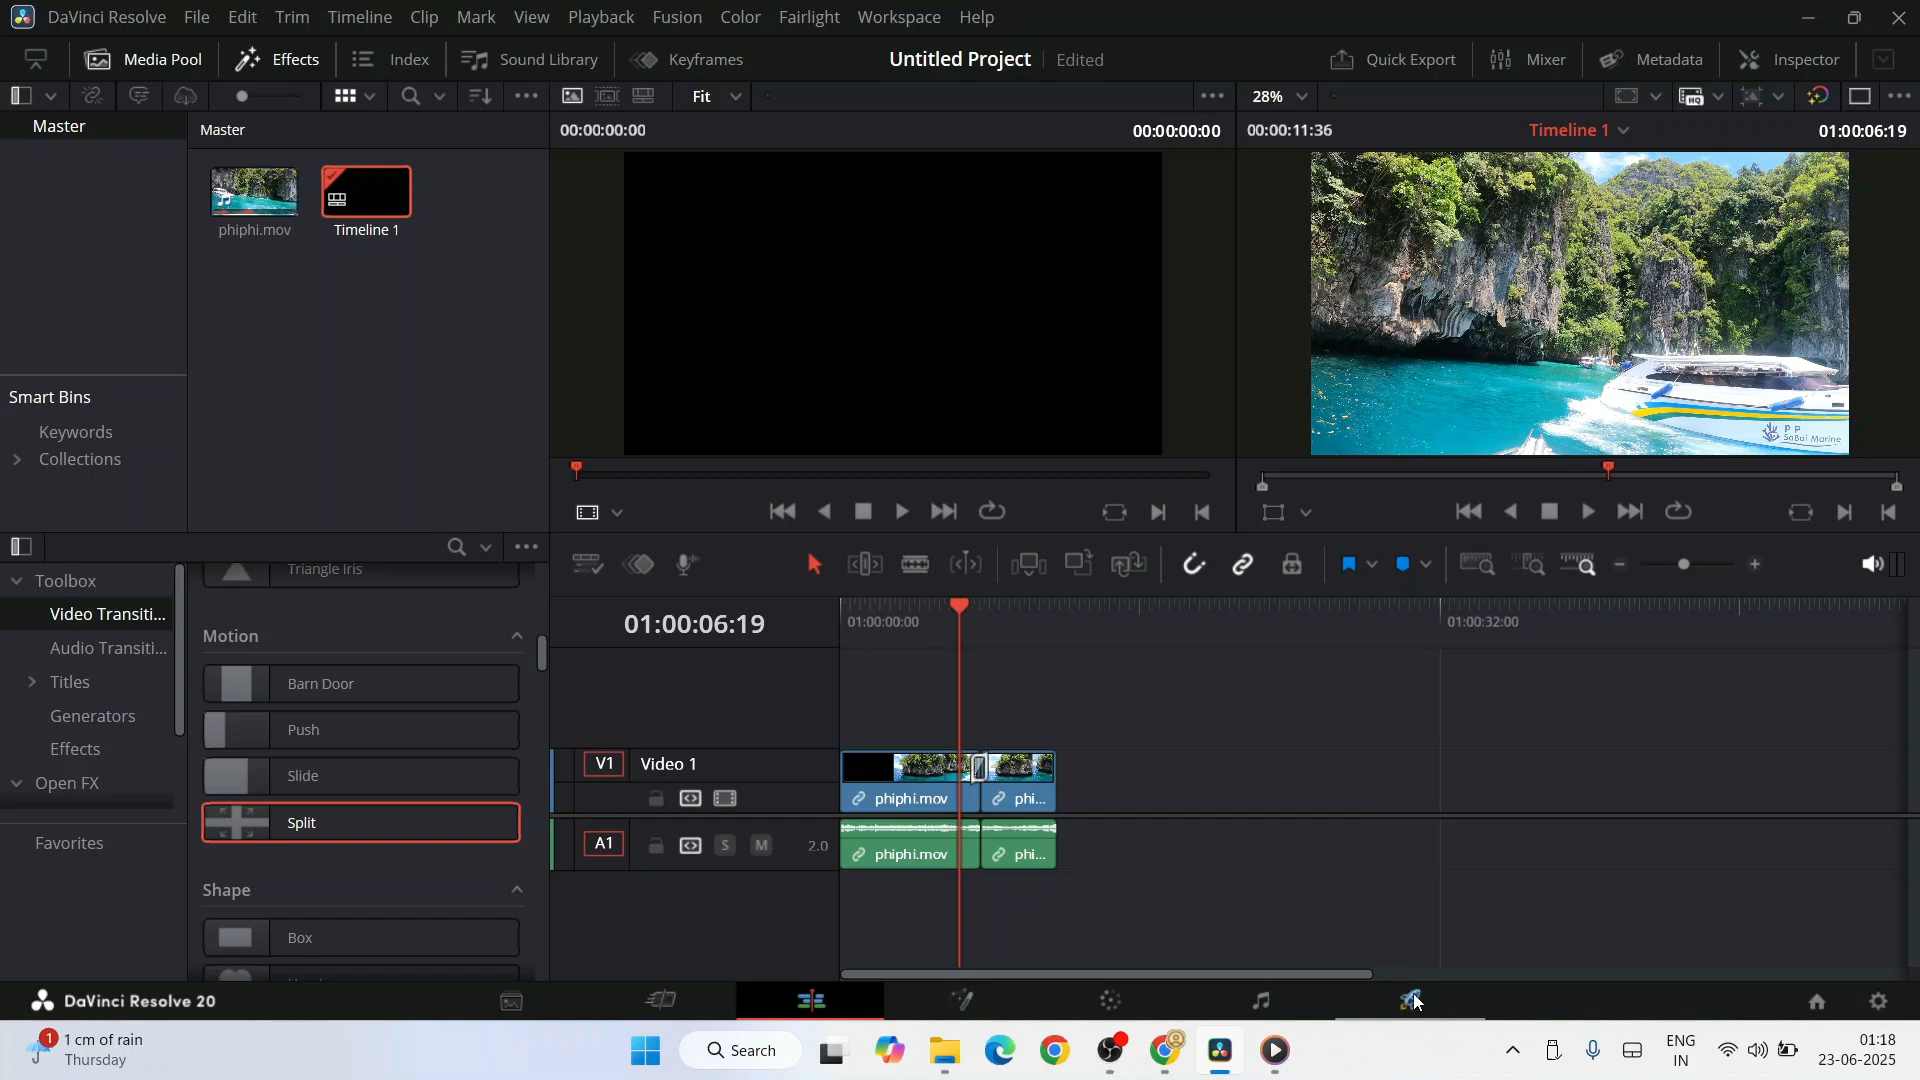 DaVinci Resolve File Edit Trim Timeline Clip Mark View Playback Fusion Color Fairlight Workspace Help
Media Pool Effects Index Sound Library Keyframes Untitled Project Edited Quick Export Mixer Metadata Inspector
Fit 28% HQ
Master Master 00:00:00:00 00:00:00:00 00:00:11:36 Timeline 1 01:00:06:19
phiphi.mov Timeline 1
Smart Bins
Keywords
Collections
PP
SaBai Marine
Toolbox Triangle Iris
Video Transiti...
Audio Transiti...
Titles
Generators
Effects
Open FX
Favorites
Motion
Barn Door
Push
Slide
Split
Shape
Box
01:00:06:19 01:00:00:00 01:00:32:00
V1 Video 1
phiphi.mov phi...
A1 S M 2.0
phiphi.mov phi...
DaVinci Resolve 20
1 1 cm of rain
Thursday
Search
ENG
IN
01:18
23-06-2025